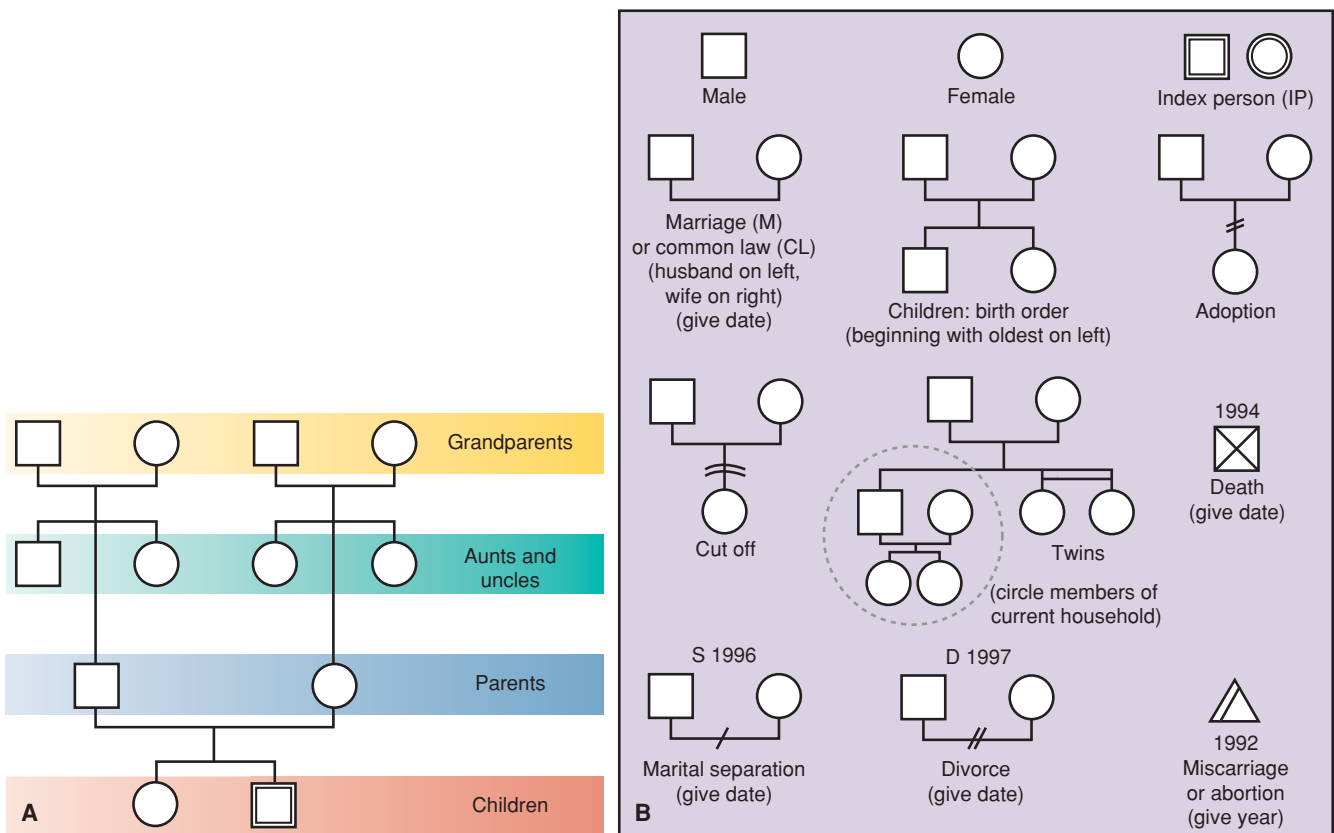 Grandparents
Aunts and
uncles
Parents
Children
A
Male
Female
Index person (IP)
Marriage (M)
or common law (CL)
(husband on left,
wife on right)
(give date)
Children: birth order
(beginning with oldest on left)
Adoption
Cut off
Twins
(circle members of
current household)
1994
Death
(give date)
S 1996
Marital separation
(give date)
D 1997
Divorce
(give date)
1992
Miscarriage
or abortion
(give year)
B